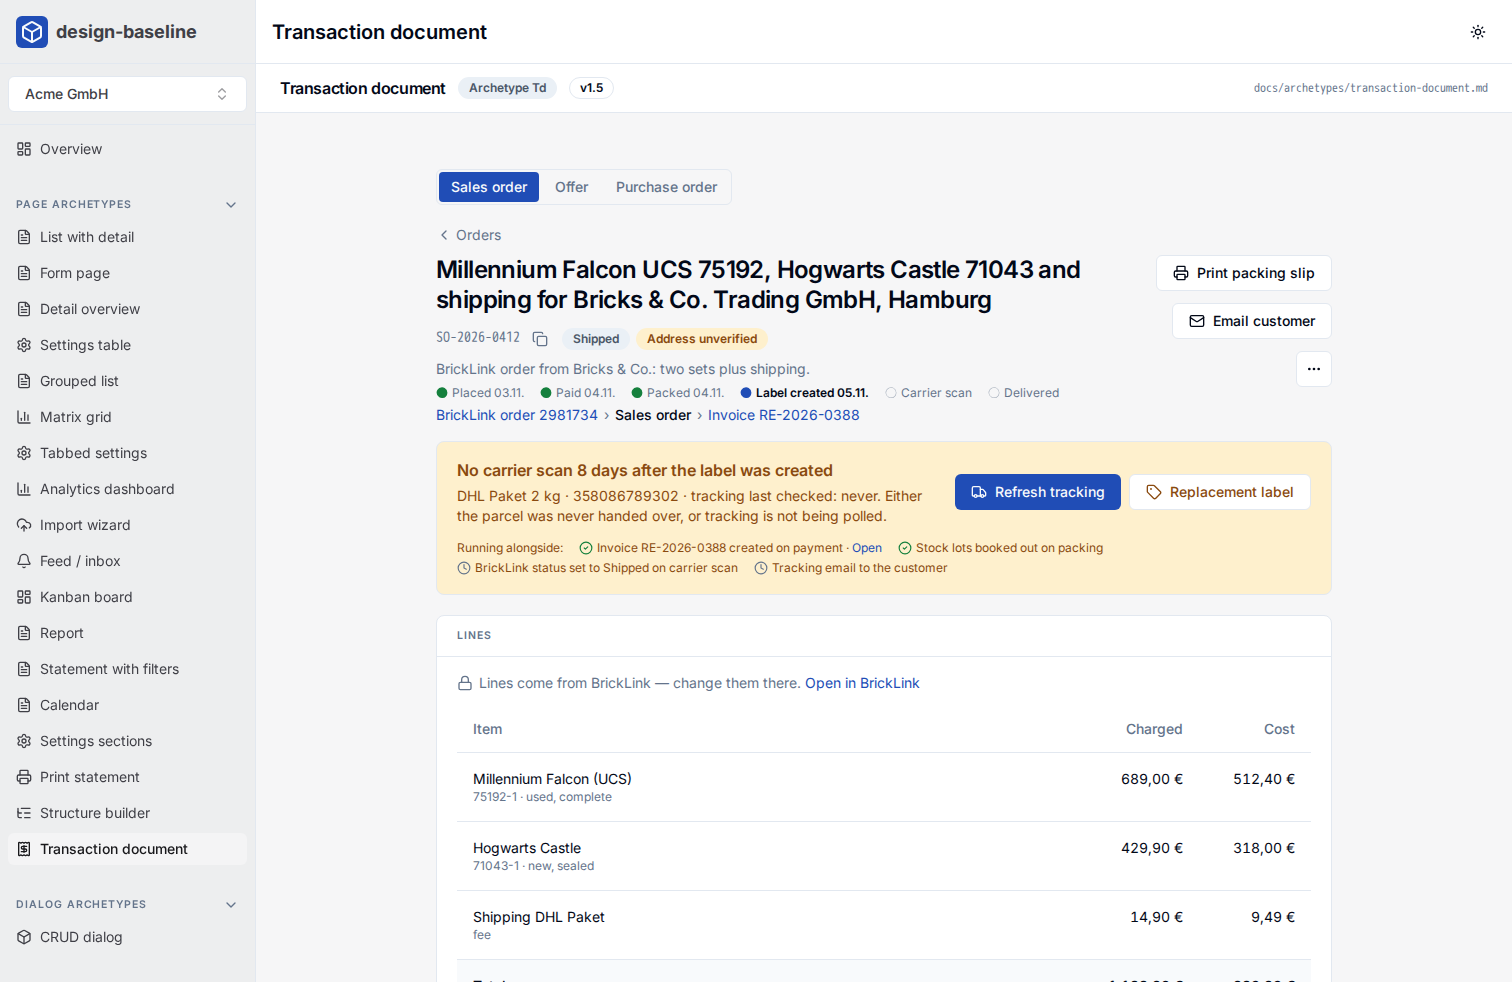 design-baseline
Transaction document
Acme GmbH
Transaction document
Archetype Td
v1.5
docs/archetypes/transaction-document.md
Overview
PAGE ARCHETYPES
List with detail
Form page
Detail overview
Settings table
Grouped list
Matrix grid
Tabbed settings
Analytics dashboard
Import wizard
Feed / inbox
Kanban board
Report
Statement with filters
Calendar
Settings sections
Print statement
Structure builder
Transaction document
DIALOG ARCHETYPES
CRUD dialog
Sales order Offer Purchase order
Orders
Millennium Falcon UCS 75192, Hogwarts Castle 71043 and
shipping for Bricks & Co. Trading GmbH, Hamburg
Print packing slip
Email customer
SO-2026-0412 Shipped Address unverified
BrickLink order from Bricks & Co.: two sets plus shipping.
Placed 03.11. Paid 04.11. Packed 04.11. Label created 05.11. Carrier scan Delivered
BrickLink order 2981734 › Sales order › Invoice RE-2026-0388
No carrier scan 8 days after the label was created
DHL Paket 2 kg · 358086789302 · tracking last checked: never. Either
the parcel was never handed over, or tracking is not being polled.
Refresh tracking
Replacement label
Running alongside: Invoice RE-2026-0388 created on payment · Open Stock lots booked out on packing
BrickLink status set to Shipped on carrier scan Tracking email to the customer
LINES
Lines come from BrickLink — change them there. Open in BrickLink
Item Charged Cost
Millennium Falcon (UCS) 689,00 € 512,40 €
75192-1 · used, complete
Hogwarts Castle 429,90 € 318,00 €
71043-1 · new, sealed
Shipping DHL Paket 14,90 € 9,49 €
fee